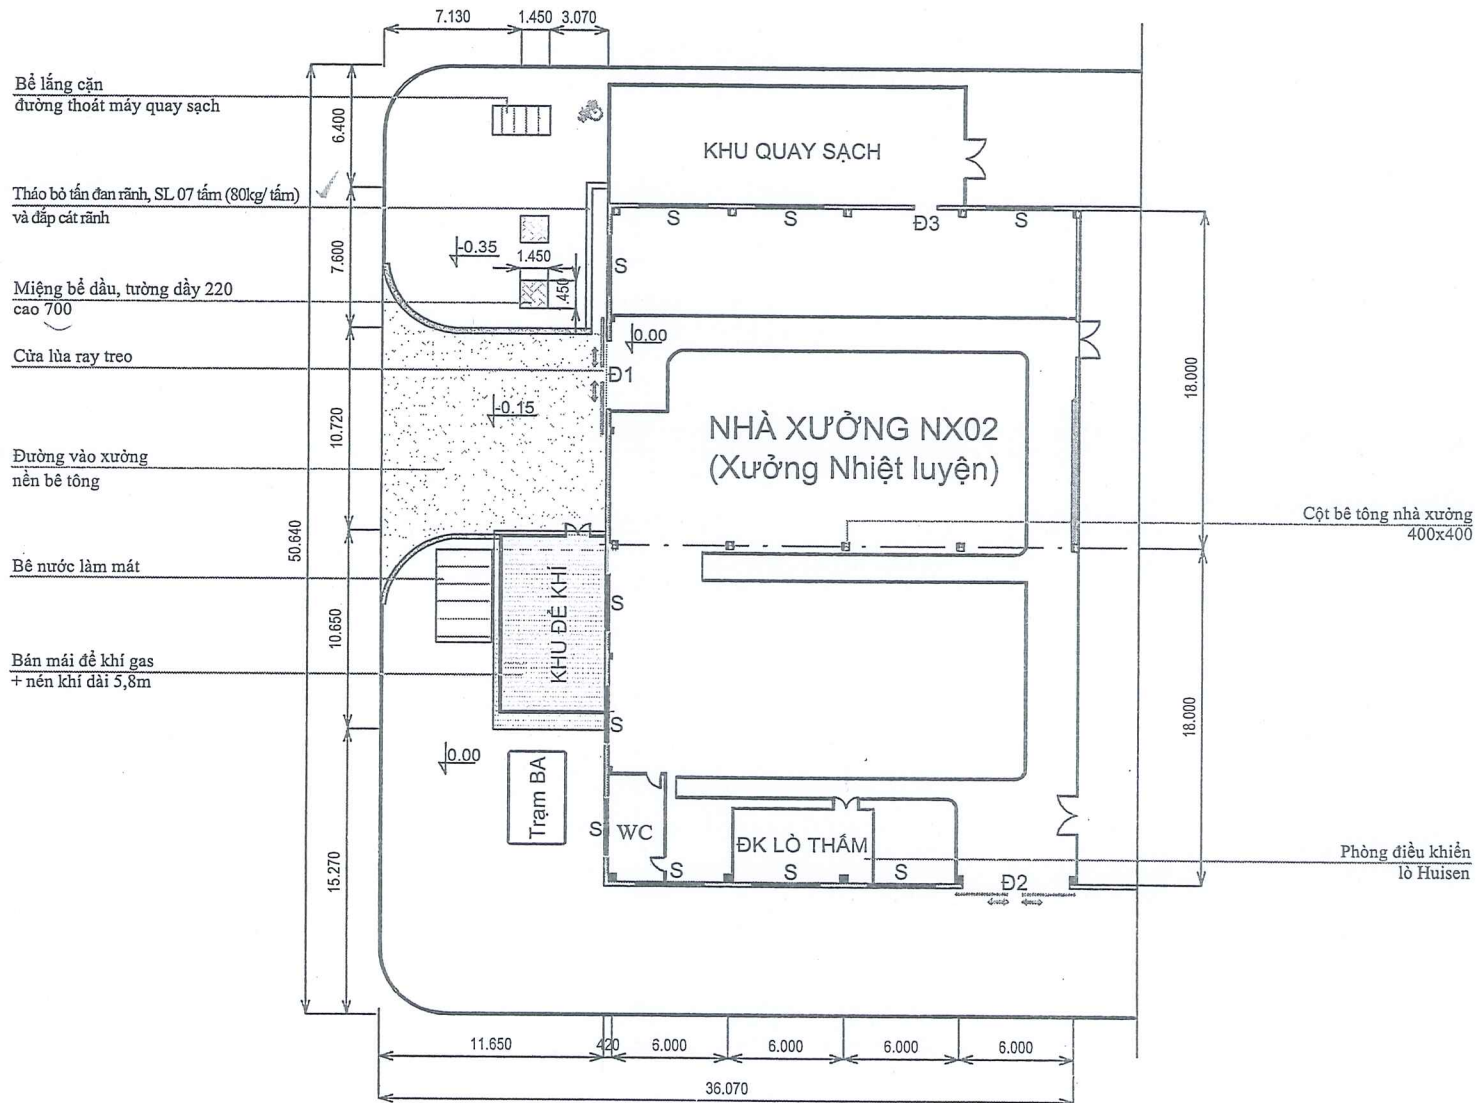 7.130
1.450
3.070
Bể lắng cặn
đường thoát máy quay sạch
6.400
KHU QUAY SẠCH
Tháo bỏ tấn đan rãnh, SL 07 tấm (80kg/ tấm)
và đắp cát rãnh
S
S
Đ3
S
7.600
-0.35
1.450
S
Miệng bể dầu, tường dầy 220
cao 700
1.450
0.00
Cửa lùa ray treo
Đ1
18.000
-0.15
10.720
NHÀ XƯỞNG NX02
(Xưởng Nhiệt luyện)
Đường vào xưởng
nền bê tông
Cột bê tông nhà xưởng
400x400
50.640
Bê nước làm mát
KHU ĐỂ KHÍ
S
10.650
Bán mái để khí gas
+ nén khí dài 5,8m
18.000
S
0.00
Trạm BA
S
WC
ĐK LÒ THẤM
Phòng điều khiển
lò Huisen
15.270
S
S
S
Đ2
11.650
420
6.000
6.000
6.000
6.000
36.070